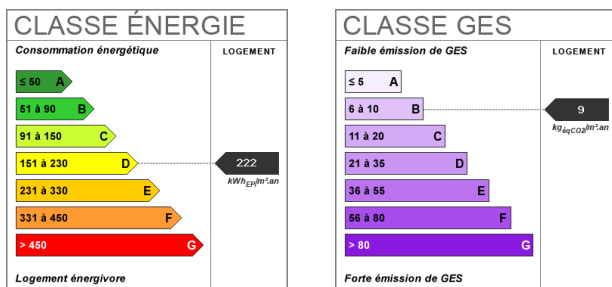 CLASSE ÉNERGIE
Consommation énergétique
LOGEMENT
≤ 50 A
51 à 90 B
91 à 150 C
151 à 230 D
222
kWhEP/m².an
231 à 330 E
331 à 450 F
> 450 G
Logement énergivore
CLASSE GES
Faible émission de GES
LOGEMENT
≤ 5 A
6 à 10 B
9
kgéqCO2/m².an
11 à 20 C
21 à 35 D
36 à 55 E
56 à 80 F
> 80 G
Forte émission de GES